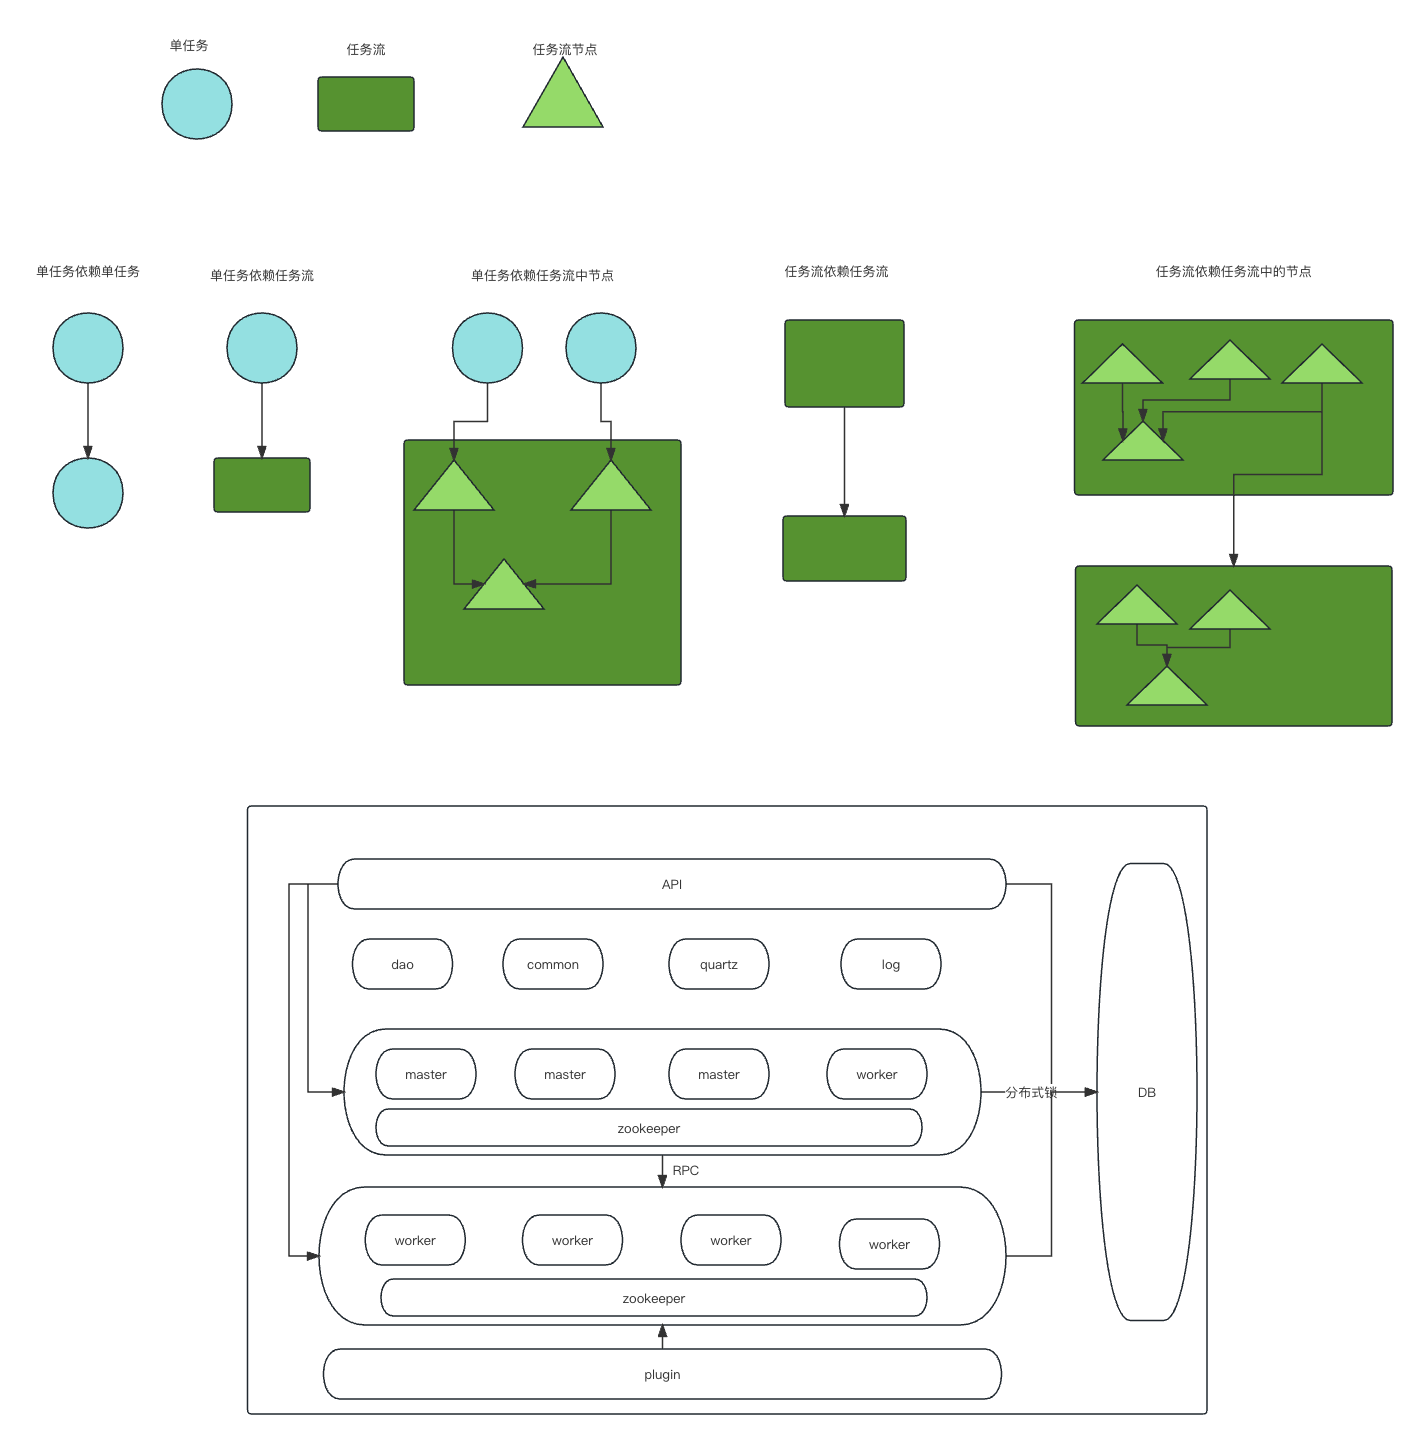 单任务
任务流
任务流节点
单任务依赖单任务
单任务依赖任务流
单任务依赖任务流中节点
任务流依赖任务流
任务流依赖任务流中的节点
API
dao
common
quartz
log
master
master
master
worker
zookeeper
分布式锁
DB
RPC
worker
worker
worker
worker
zookeeper
plugin